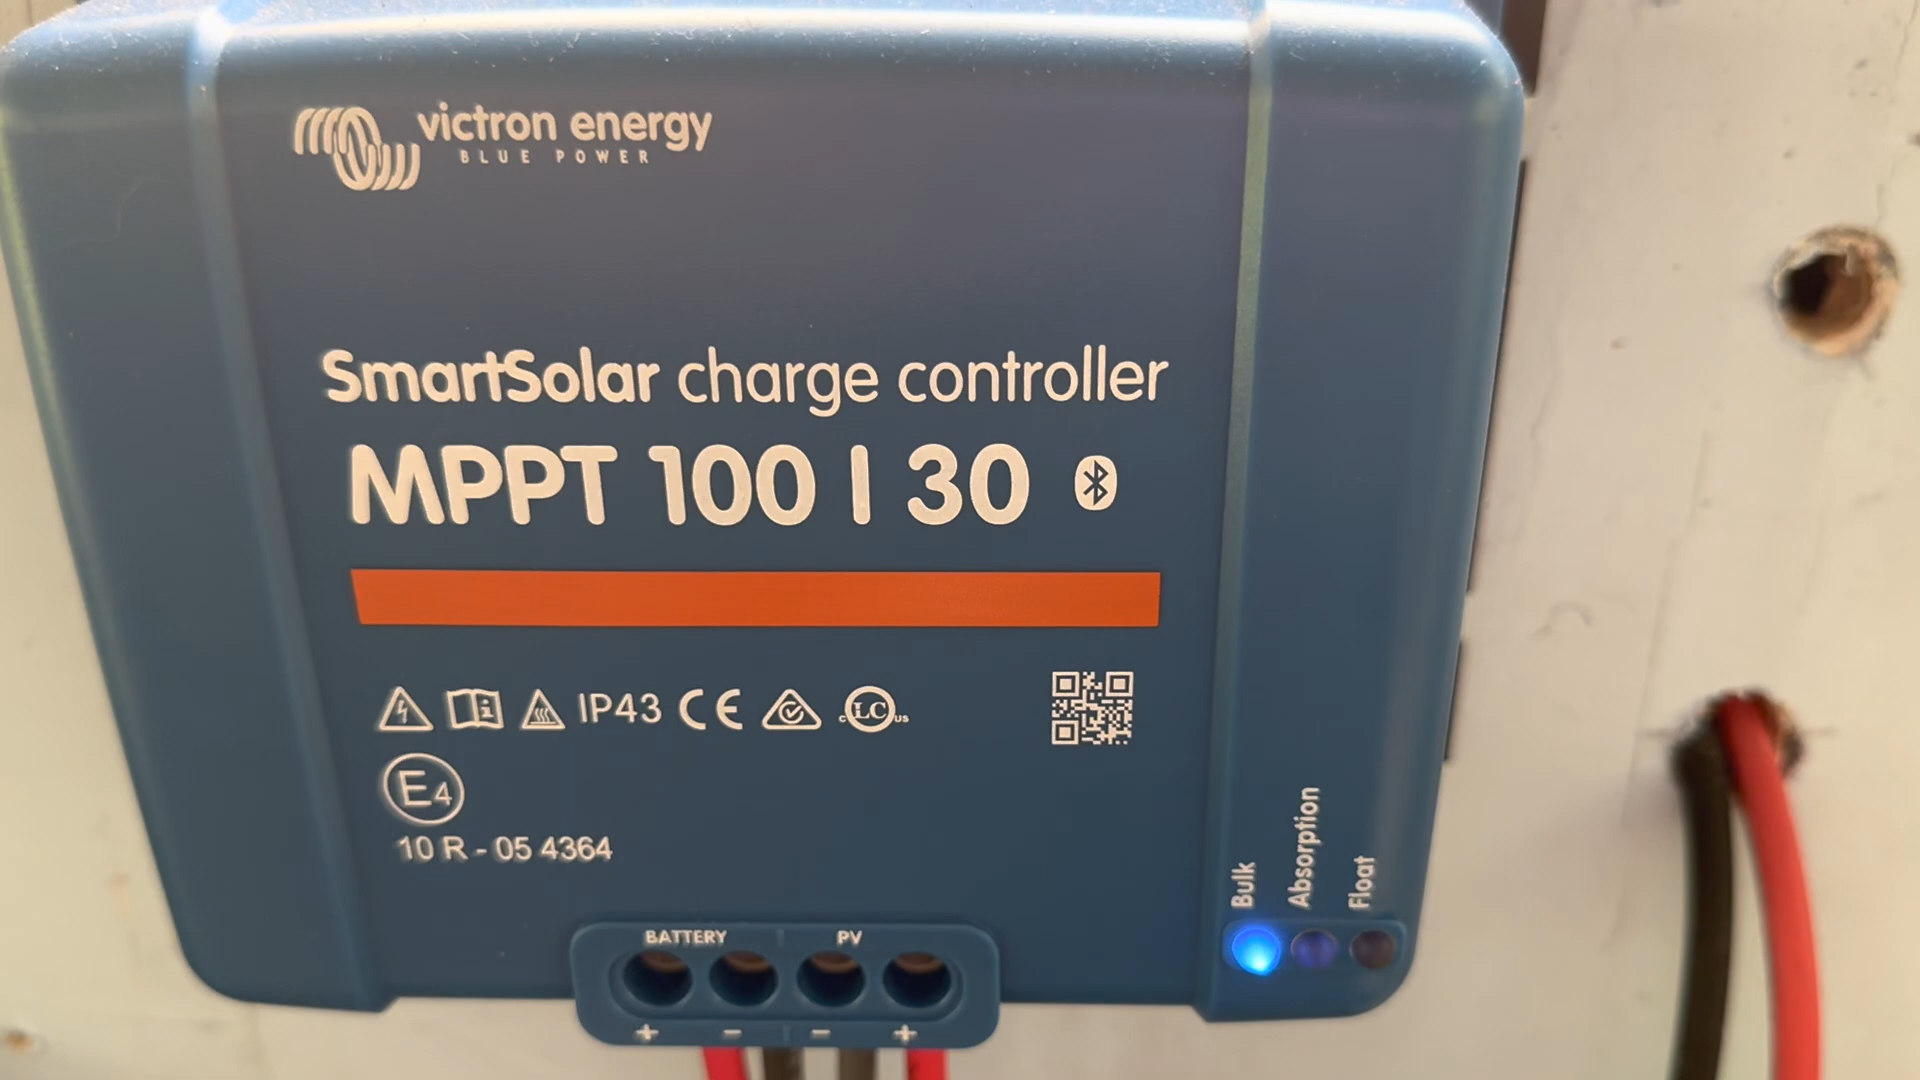 victron energy
BLUE POWER
SmartSolar charge controller
MPPT 100 | 30
IP43 CE cLCus
E4
10 R - 05 4364
Bulk
Absorption
Float
BATTERY PV
+ - - +